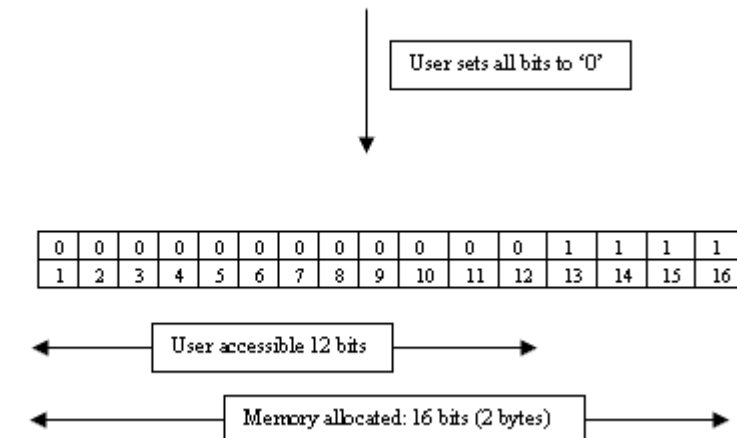 User sets all bits to ‘0’
0 0 0 0 0 0 0 0 0 0 0 0 1 1 1 1
1 2 3 4 5 6 7 8 9 10 11 12 13 14 15 16
User accessible 12 bits
Memory allocated: 16 bits (2 bytes)